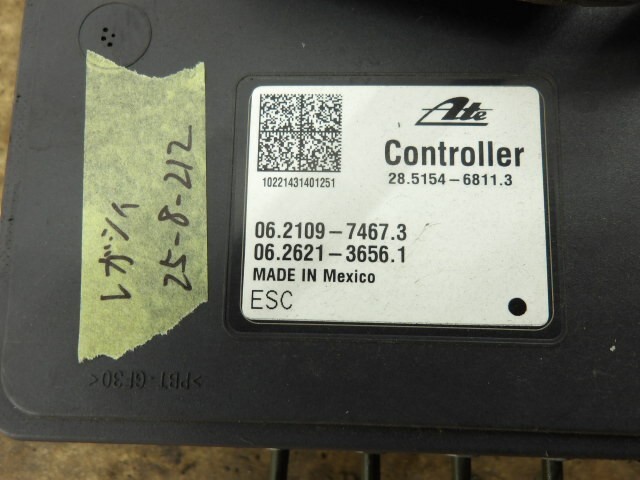 レガシィ
25-8-212
Ate
Controller
28.5154-6811.3
10221431401251
06.2109-7467.3
06.2621-3656.1
MADE IN Mexico
ESC
>PBT-GF30<